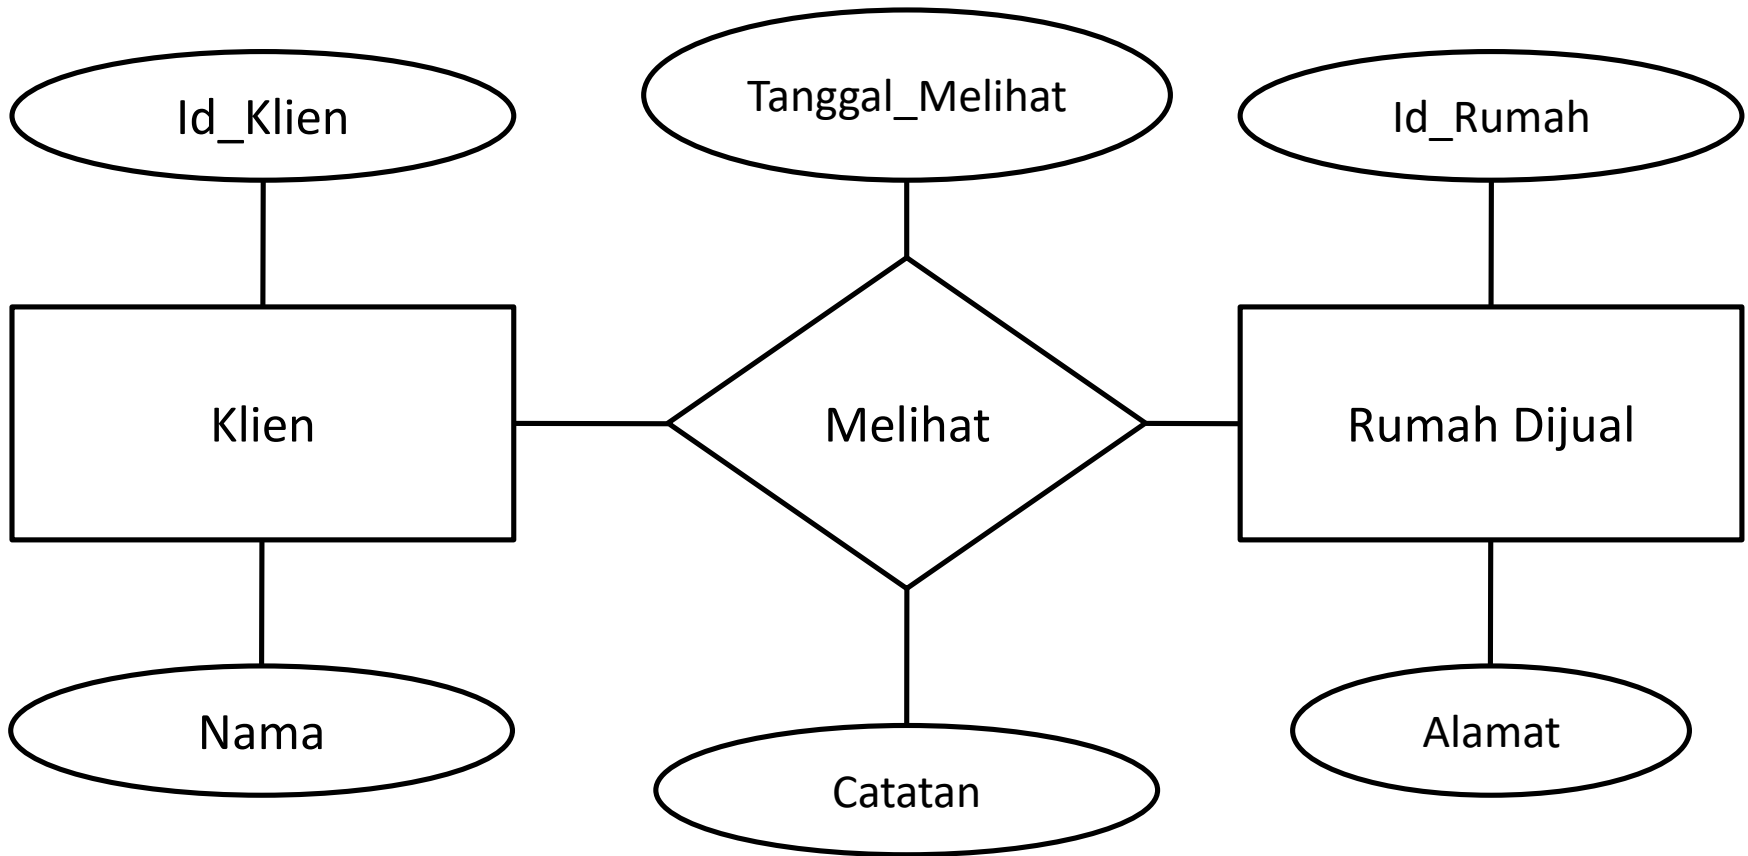 Id_Klien
Tanggal_Melihat
Id_Rumah
Klien
Melihat
Rumah Dijual
Nama
Catatan
Alamat